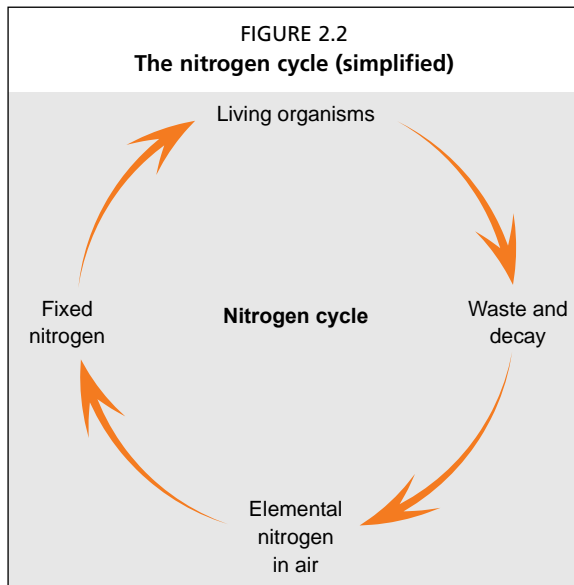 FIGURE 2.2
The nitrogen cycle (simplified)
Living organisms
Fixed
nitrogen
Nitrogen cycle
Waste and
decay
Elemental
nitrogen
in air